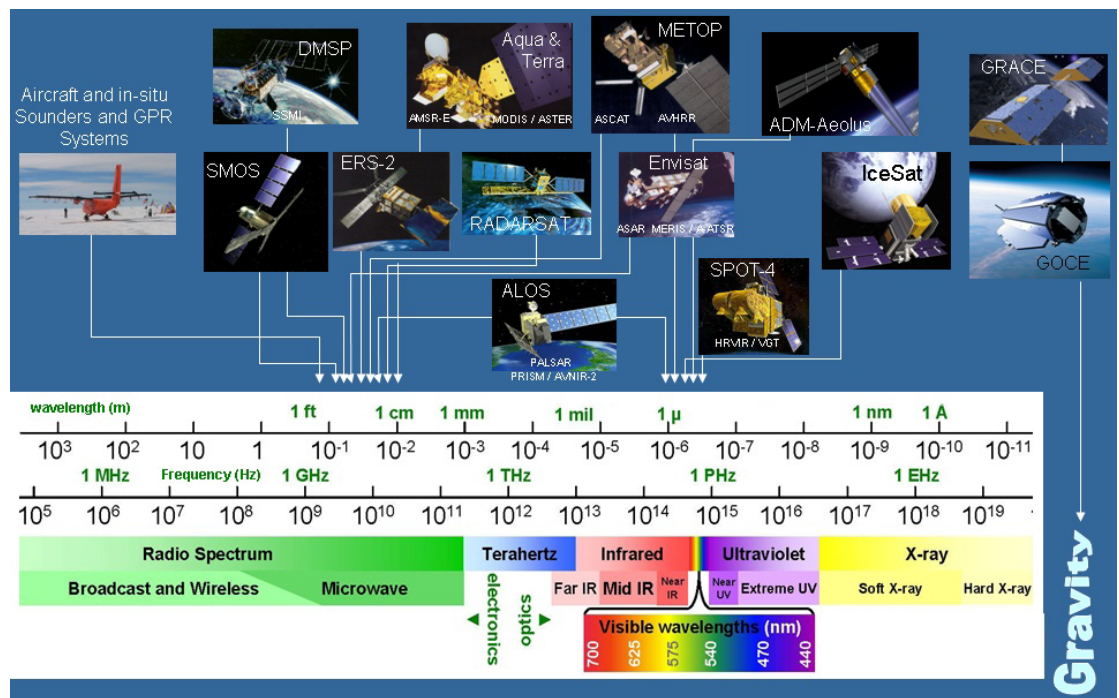 Aircraft and in-situ
Sounders and GPR
Systems
DMSP
SSMI
Aqua &
Terra
AMSR-E
MODIS / ASTER
METOP
ASCAT
AVHRR
ADM-Aeolus
GRACE
SMOS
ERS-2
RADARSAT
Envisat
ASAR MERIS / AATSR
IceSat
GOCE
ALOS
PALSAR
PRISM / AVNIR-2
SPOT-4
HRVIR / VGT
wavelength (m)
1 ft
1 cm
1 mm
1 mil
1 µ
1 nm
1 A
10³ 10² 10 1 10⁻¹ 10⁻² 10⁻³ 10⁻⁴ 10⁻⁵ 10⁻⁶ 10⁻⁷ 10⁻⁸ 10⁻⁹ 10⁻¹⁰ 10⁻¹¹
1 MHz
Frequency (Hz)
1 GHz
1 THz
1 PHz
1 EHz
10⁵ 10⁶ 10⁷ 10⁸ 10⁹ 10¹⁰ 10¹¹ 10¹² 10¹³ 10¹⁴ 10¹⁵ 10¹⁶ 10¹⁷ 10¹⁸ 10¹⁹
Radio Spectrum
Terahertz
Infrared
Ultraviolet
X-ray
Broadcast and Wireless
Microwave
electronics
optics
Far IR
Mid IR
Near
IR
Near
UV
Extreme UV
Soft X-ray
Hard X-ray
Visible wavelengths (nm)
700 625 575 540 470 440
Gravity